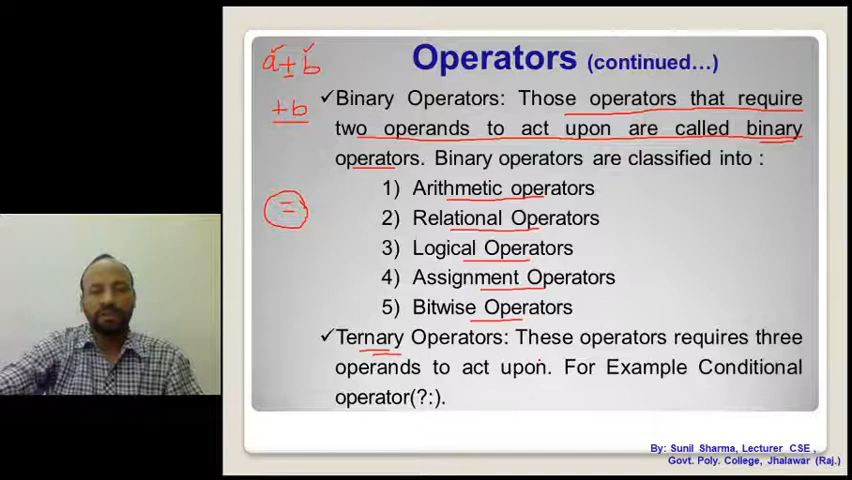 Operators (continued...)
a+b
✓Binary Operators: Those operators that require
+b
two operands to act upon are called binary
operators. Binary operators are classified into :
1) Arithmetic operators
2) Relational Operators
=
3) Logical Operators
4) Assignment Operators
5) Bitwise Operators
✓Ternary Operators: These operators requires three
operands to act upon. For Example Conditional
operator(?:).
By: Sunil Sharma, Lecturer CSE ,
Govt. Poly. College, Jhalawar (Raj.)